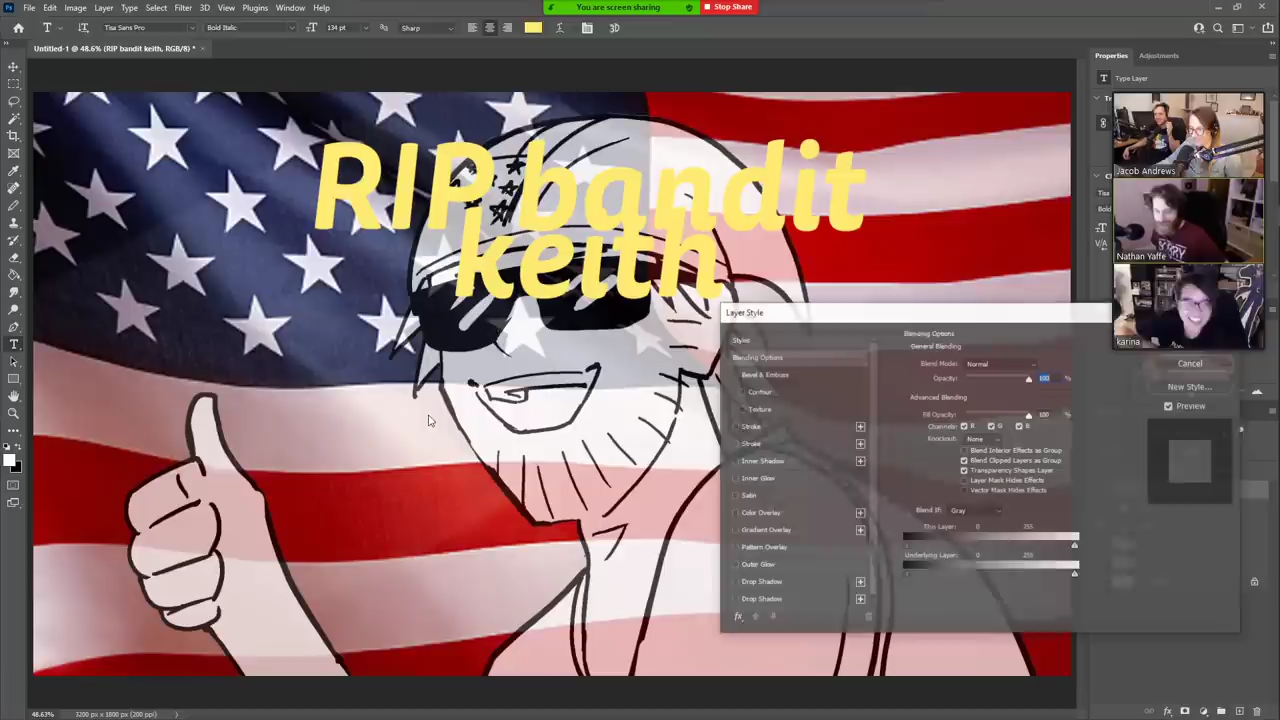 File Edit Image Layer Type Select Filter 3D View Plugins Window Help
You are screen sharing
Stop Share
Tisa Sans Pro Bold Italic 134 pt Sharp 3D
Untitled-1 @ 48.6% (RIP bandit keith, RGB/8) * ×
Properties Adjustments
Type Layer
Jacob Andrews
Nathan Yaffe
karina
RIP bandit
keith
Layer Style
Styles
Blending Options
Bevel & Emboss
Contour
Texture
Stroke
Stroke
Inner Shadow
Inner Glow
Satin
Color Overlay
Gradient Overlay
Pattern Overlay
Outer Glow
Drop Shadow
Drop Shadow
fx
Blending Options
General Blending
Blend Mode: Normal
Opacity: 100 %
Advanced Blending
Fill Opacity: 100 %
Channels: R G B
Knockout: None
Blend Interior Effects as Group
Blend Clipped Layers as Group
Transparency Shapes Layer
Layer Mask Hides Effects
Vector Mask Hides Effects
Blend If: Gray
This Layer: 0 255
Underlying Layer: 0 255
Cancel
New Style...
Preview
48.63% 3200 px x 1800 px (200 ppi)